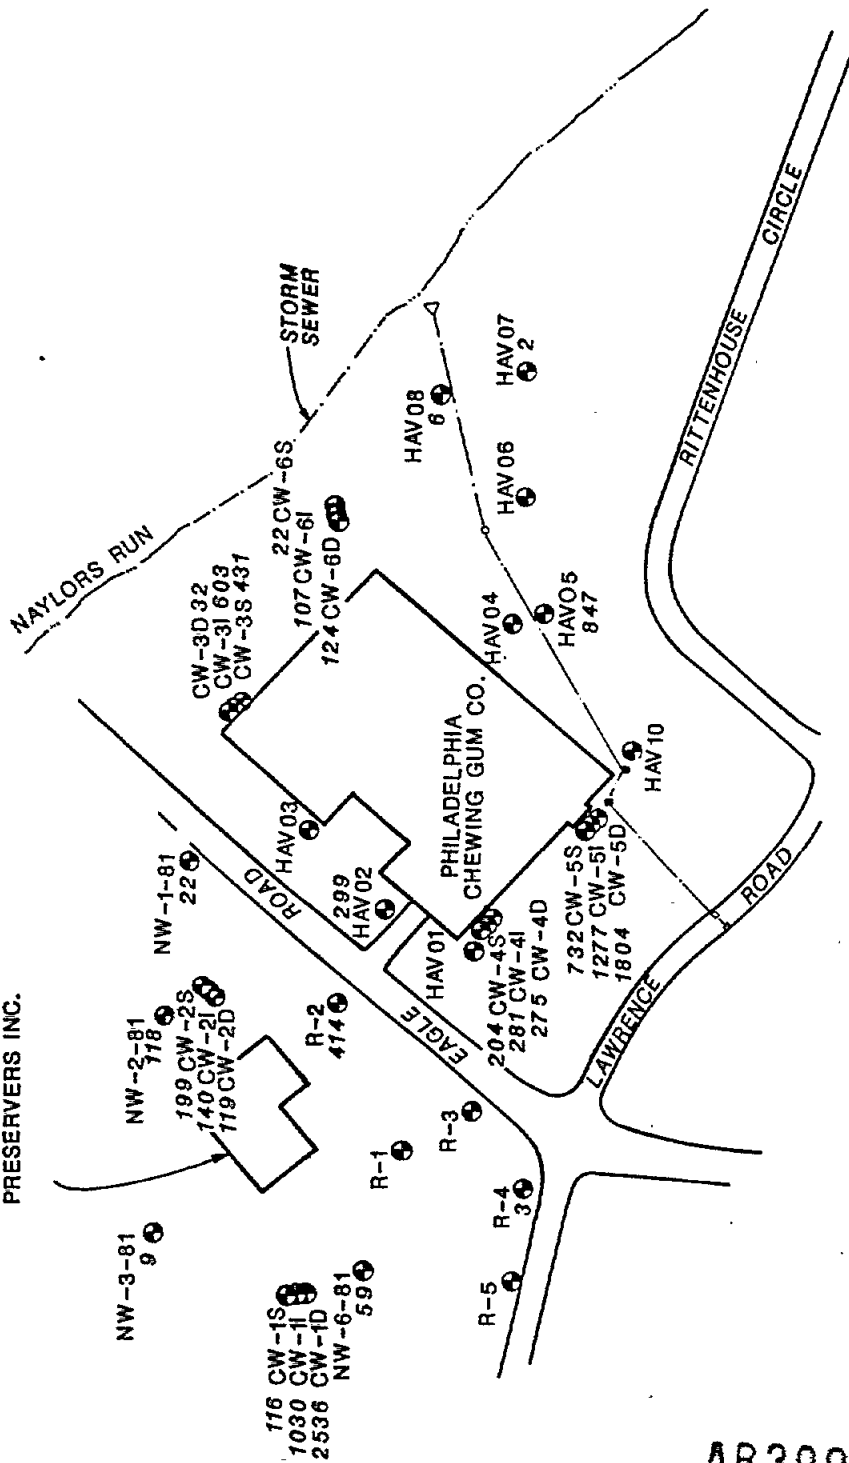 PRESERVERS INC.
NW-3-81
9
116 CW-1S
1030 CW-1I
2536 CW-1D
NW-6-81
59
NW-2-81
118
199 CW-2S
140 CW-2I
119 CW-2D
NW-1-81
22
R-1
R-2
414
R-3
R-4
3
R-5
EAGLE
ROAD
HAV03
299
HAV02
HAV01
204 CW-4S
281 CW-4I
275 CW-4D
PHILADELPHIA
CHEWING GUM CO.
732 CW-5S
1277 CW-5I
1804 CW-5D
LAWRENCE
ROAD
HAV10
NAYLORS RUN
CW-3D 32
CW-3I 603
CW-3S 431
22 CW-6S
107 CW-6I
124 CW-6D
STORM
SEWER
HAV04
HAV05
847
HAV06
HAV08
6
HAV07
2
RITTENHOUSE
CIRCLE